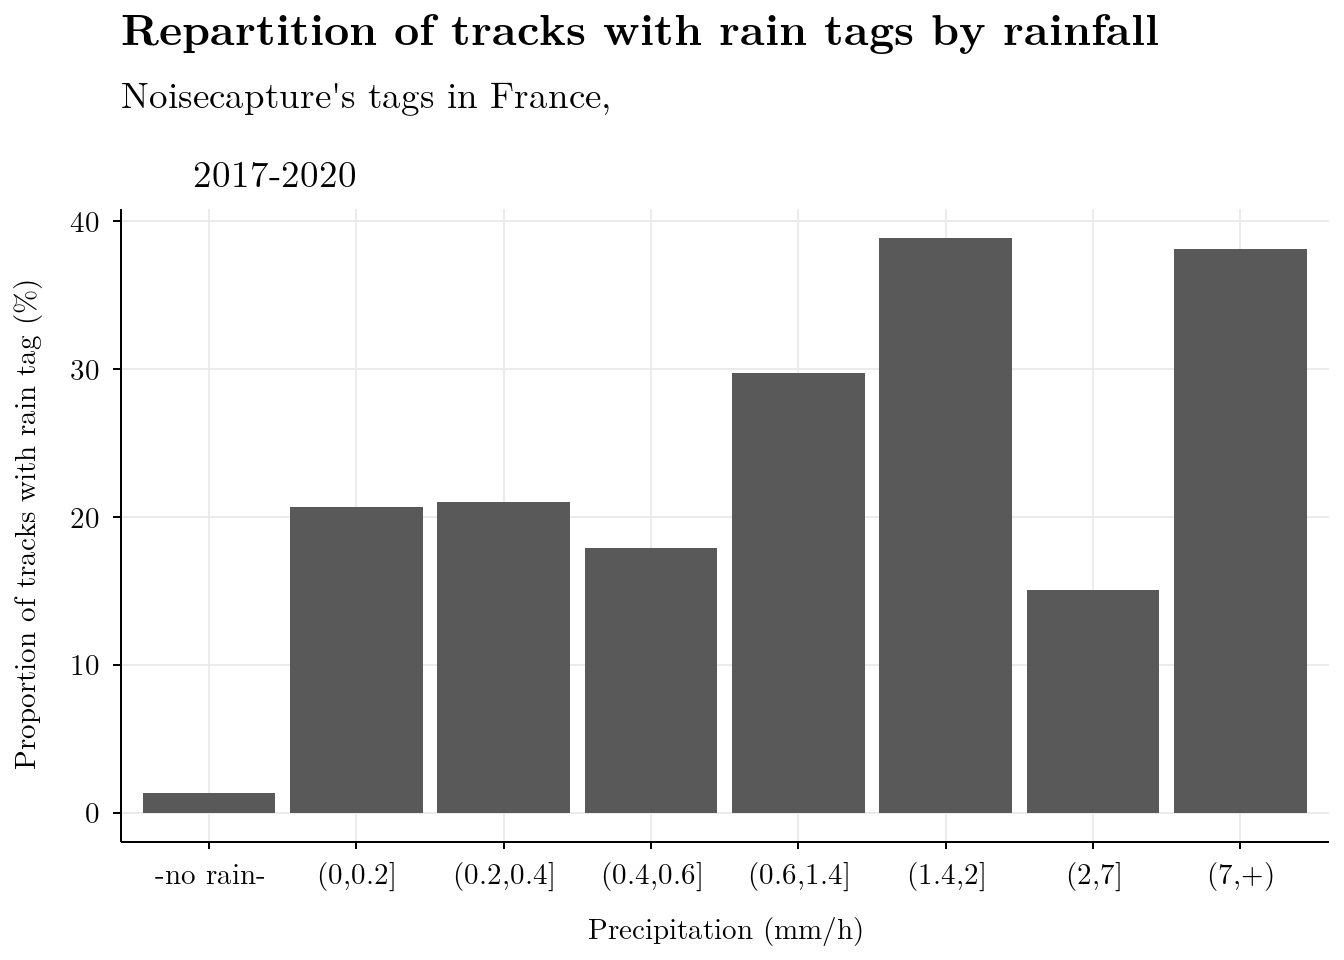 Repartition of tracks with rain tags by rainfall
Noisecapture's tags in France,
2017-2020
Proportion of tracks with rain tag (%)
40
30
20
10
0
-no rain- (0,0.2] (0.2,0.4] (0.4,0.6] (0.6,1.4] (1.4,2] (2,7] (7,+)
Precipitation (mm/h)